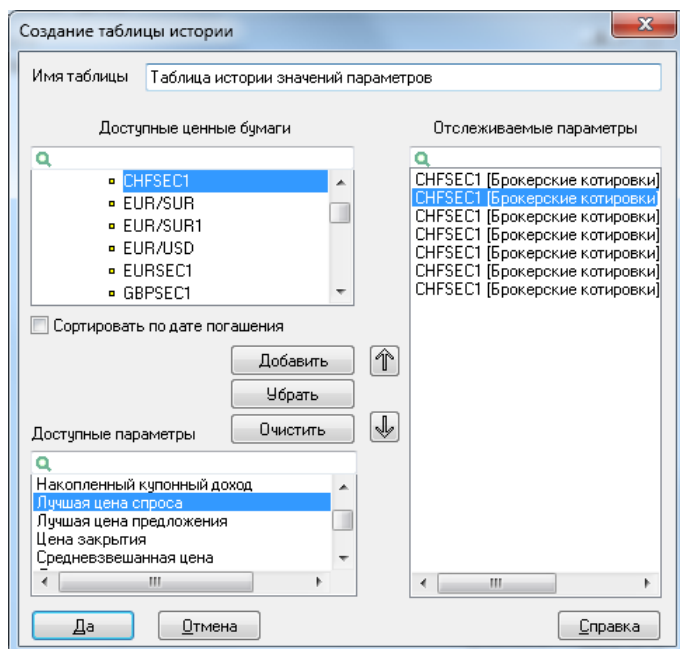 Создание таблицы истории
Имя таблицы Таблица истории значений параметров
Доступные ценные бумаги
CHFSEC1
EUR/SUR
EUR/SUR1
EUR/USD
EURSEC1
GBPSEC1
Сортировать по дате погашения
Добавить
Убрать
Очистить
Доступные параметры
Накопленный купонный доход
Лучшая цена спроса
Лучшая цена предложения
Цена закрытия
Средневзвешанная цена
Отслеживаемые параметры
CHFSEC1 [Брокерские котировки]
CHFSEC1 [Брокерские котировки]
CHFSEC1 [Брокерские котировки]
CHFSEC1 [Брокерские котировки]
CHFSEC1 [Брокерские котировки]
CHFSEC1 [Брокерские котировки]
CHFSEC1 [Брокерские котировки]
Да
Отмена
Справка